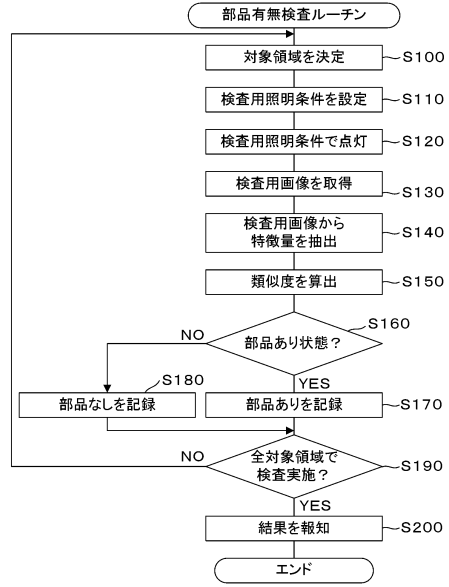 部品有無検査ルーチン
対象領域を決定
S100
検査用照明条件を設定
S110
検査用照明条件で点灯
S120
検査用画像を取得
S130
検査用画像から
特徴量を抽出
S140
類似度を算出
S150
S160
部品あり状態？
NO
YES
S180
部品なしを記録
部品ありを記録
S170
NO
全対象領域で
検査実施？
S190
YES
結果を報知
S200
エンド